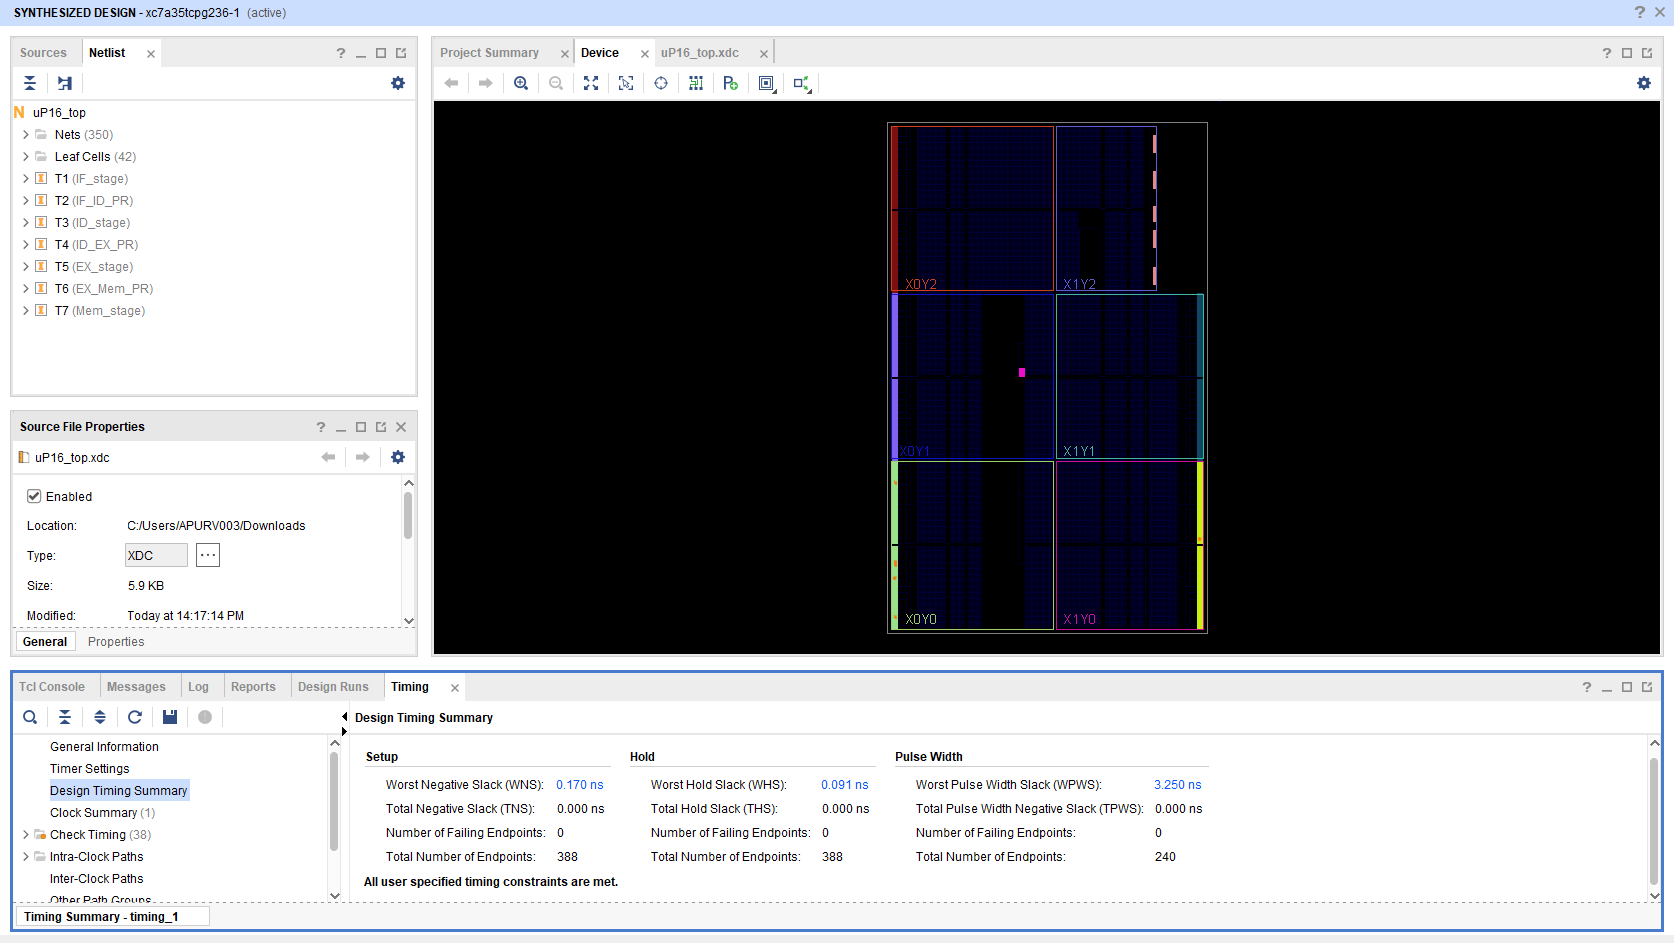 SYNTHESIZED DESIGN - xc7a35tcpg236-1 (active)
Sources Netlist
uP16_top
Nets (350)
Leaf Cells (42)
T1 (IF_stage)
T2 (IF_ID_PR)
T3 (ID_stage)
T4 (ID_EX_PR)
T5 (EX_stage)
T6 (EX_Mem_PR)
T7 (Mem_stage)
Source File Properties
uP16_top.xdc
Enabled
Location: C:/Users/APURV003/Downloads
Type: XDC
Size: 5.9 KB
Modified: Today at 14:17:14 PM
General Properties
Project Summary Device uP16_top.xdc
X0Y2 X1Y2
X0Y1 X1Y1
X0Y0 X1Y0
Tcl Console Messages Log Reports Design Runs Timing
General Information
Timer Settings
Design Timing Summary
Clock Summary (1)
Check Timing (38)
Intra-Clock Paths
Inter-Clock Paths
Other Path Groups
Design Timing Summary
Setup Hold Pulse Width
Worst Negative Slack (WNS): 0.170 ns Worst Hold Slack (WHS): 0.091 ns Worst Pulse Width Slack (WPWS): 3.250 ns
Total Negative Slack (TNS): 0.000 ns Total Hold Slack (THS): 0.000 ns Total Pulse Width Negative Slack (TPWS): 0.000 ns
Number of Failing Endpoints: 0 Number of Failing Endpoints: 0 Number of Failing Endpoints: 0
Total Number of Endpoints: 388 Total Number of Endpoints: 388 Total Number of Endpoints: 240
All user specified timing constraints are met.
Timing Summary - timing_1